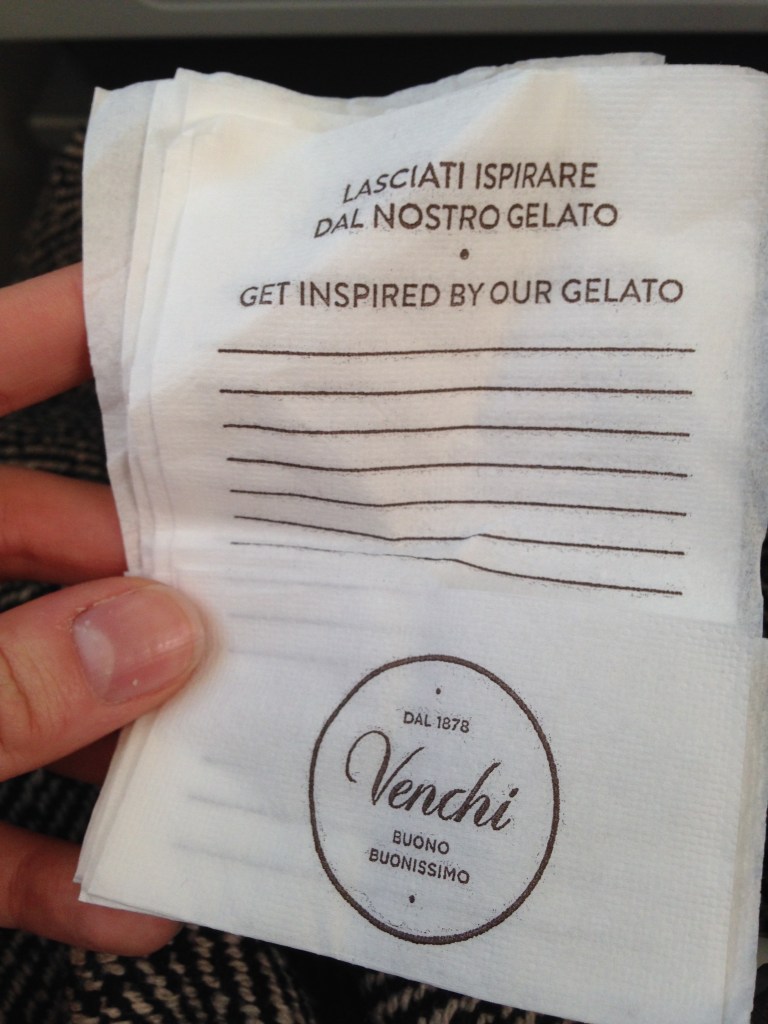 LASCIATI ISPIRARE
DAL NOSTRO GELATO
•
GET INSPIRED BY OUR GELATO
DAL 1878
Venchi
BUONO
BUONISSIMO